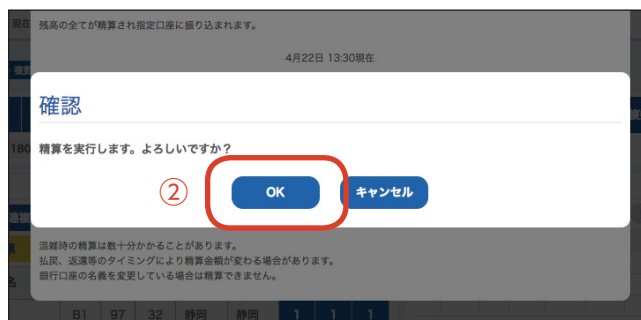 現在
残高の全てが精算され指定口座に振り込まれます。
4月22日 13:30現在
確認
180
精算を実行します。よろしいですか？
②
OK
キャンセル
混雑時の精算は数十分かかることがあります。
払戻、返還等のタイミングにより精算金額が変わる場合があります。
銀行口座の名義を変更している場合は精算できません。
名
B1 97 32 静岡 静岡 1 1 1